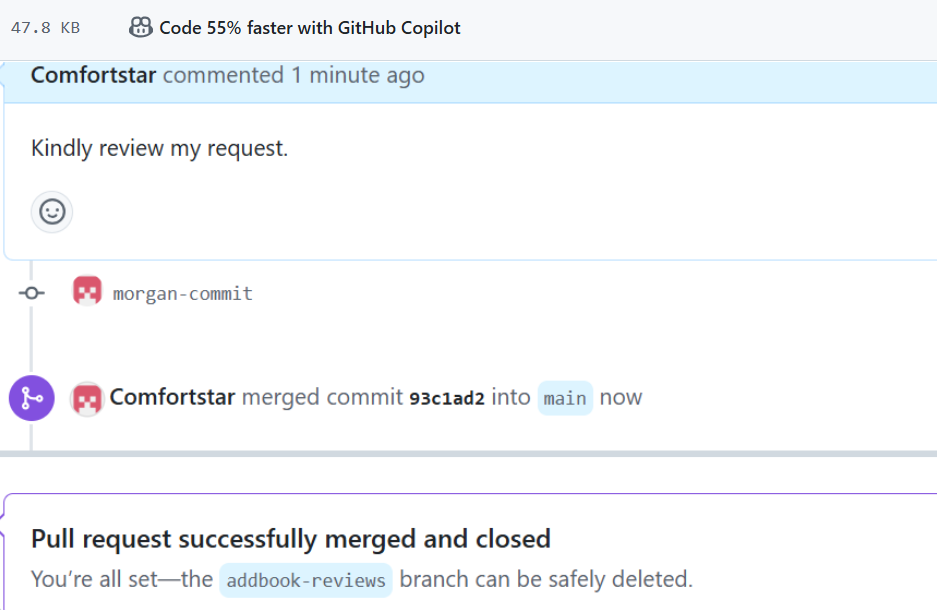 47.8 KB Code 55% faster with GitHub Copilot
Comfortstar commented 1 minute ago
Kindly review my request.
morgan-commit
Comfortstar merged commit 93c1ad2 into main now
Pull request successfully merged and closed
You’re all set—the addbook-reviews branch can be safely deleted.